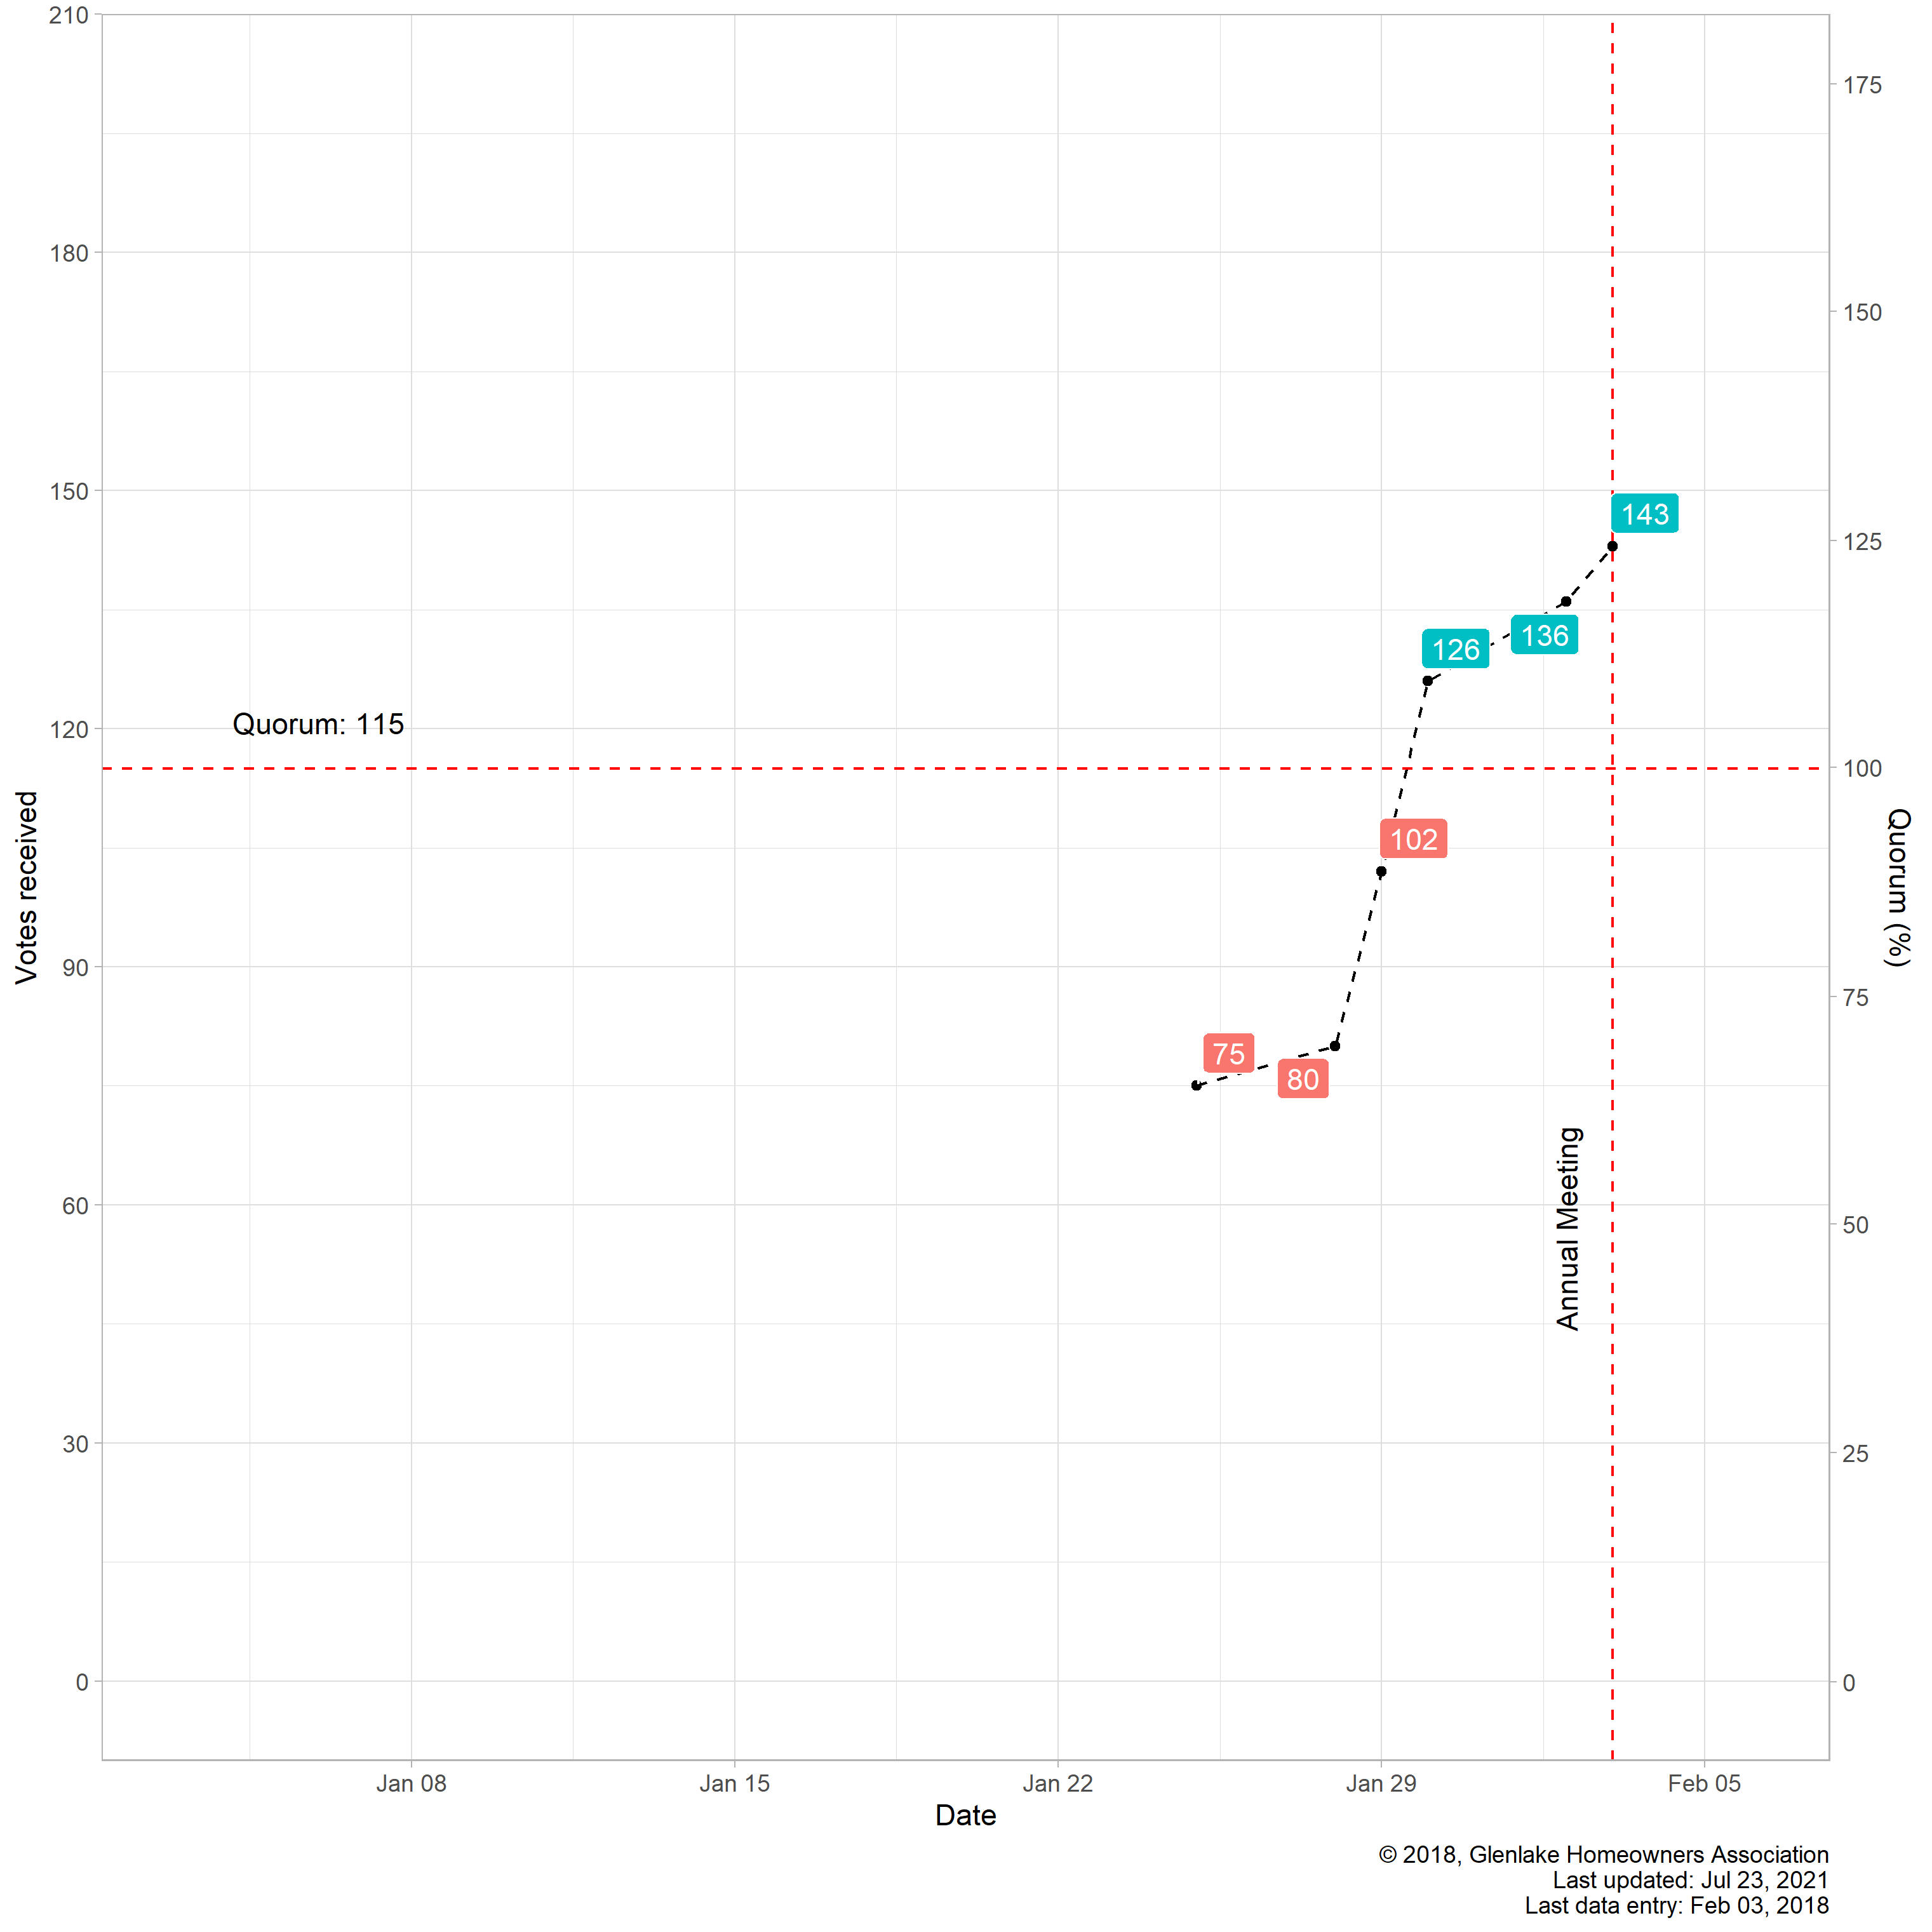 210
180
150
120
90
60
30
0
Votes received
175
150
125
100
75
50
25
0
Quorum (%)
143
136
126
Quorum: 115
102
75
80
Annual Meeting
Jan 08
Jan 15
Jan 22
Jan 29
Feb 05
Date
© 2018, Glenlake Homeowners Association
Last updated: Jul 23, 2021
Last data entry: Feb 03, 2018